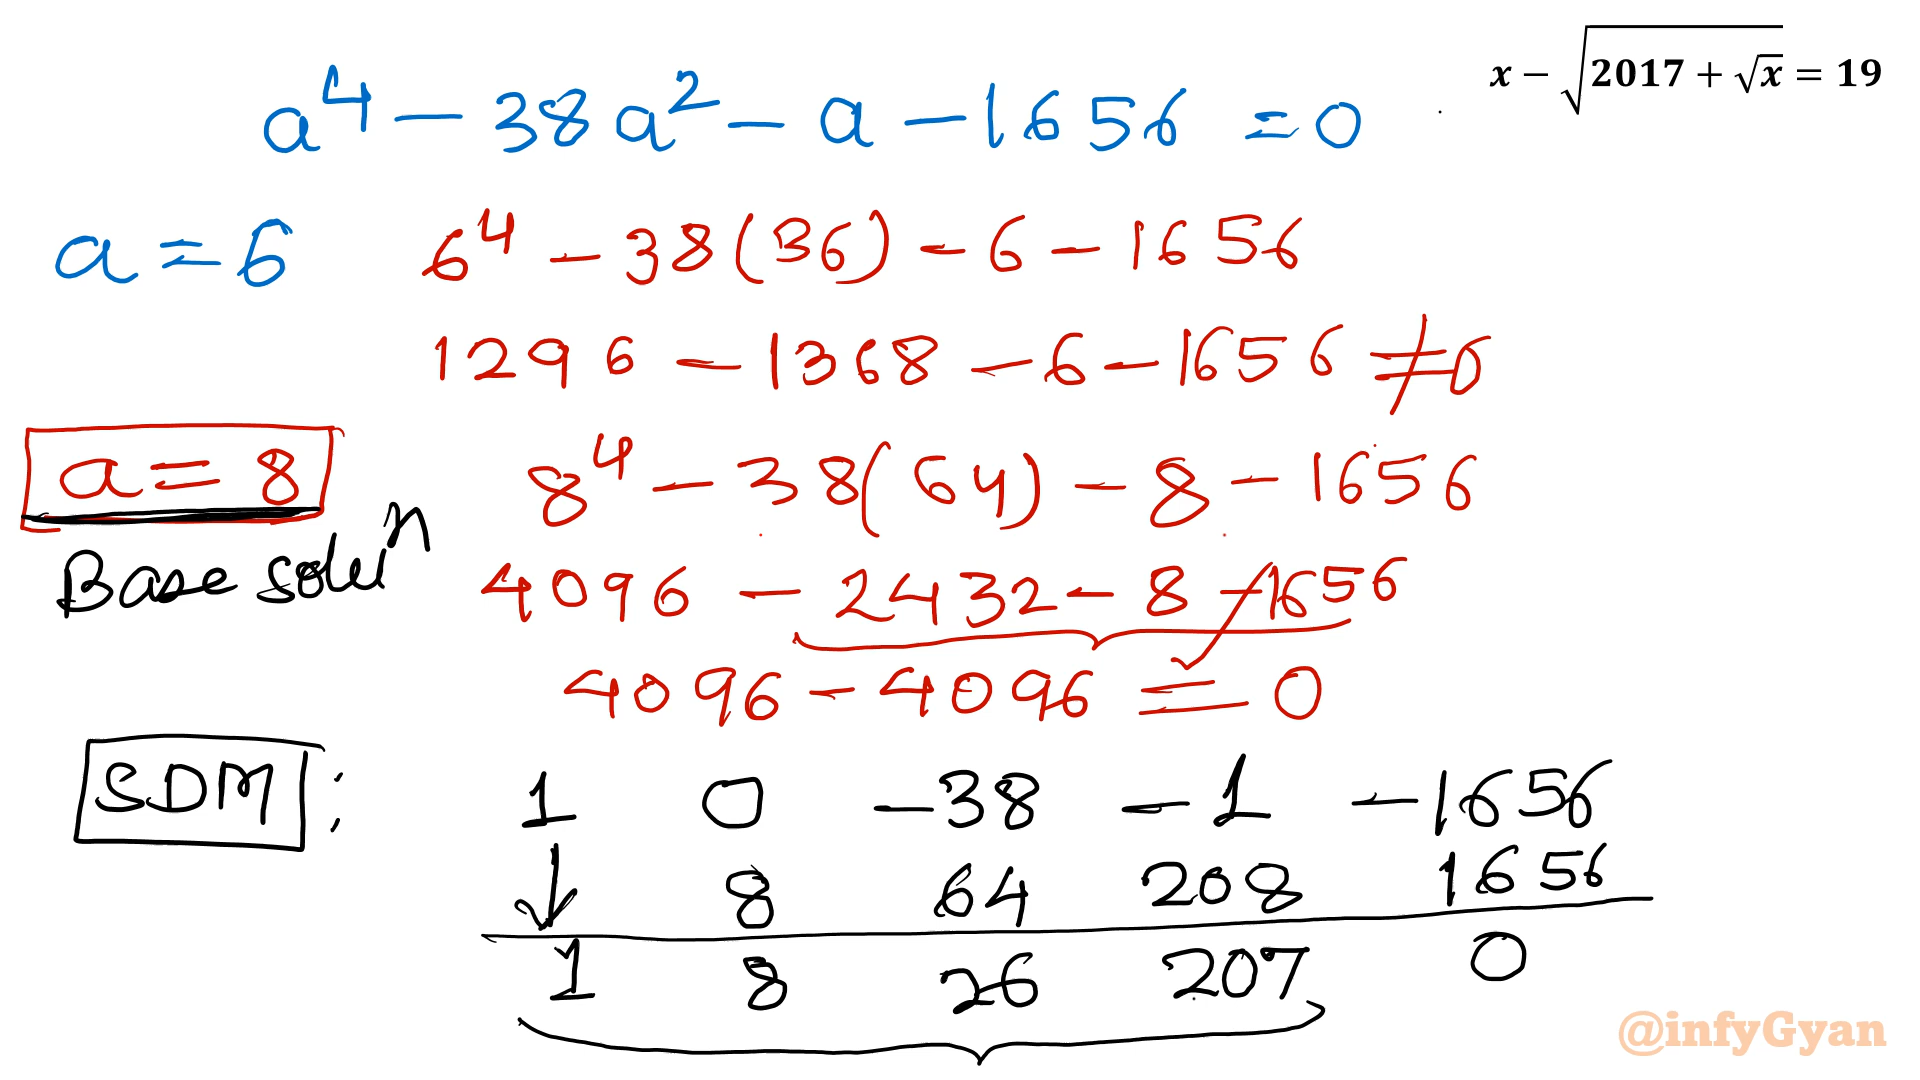 x − √(2017 + √x) = 19
a⁴ − 38a² − a − 1656 = 0
a = 6 6⁴ − 38(36) − 6 − 1656
1296 − 1368 − 6 − 1656 ≠ 0
a = 8 8⁴ − 38(64) − 8 − 1656
Base soluⁿ 4096 − 2432 − 8 − 1656
4096 − 4096 = 0
SDM : 1 0 −38 −1 −1656
↓ 8 64 208 1656
1 8 26 207 0
@infyGyan